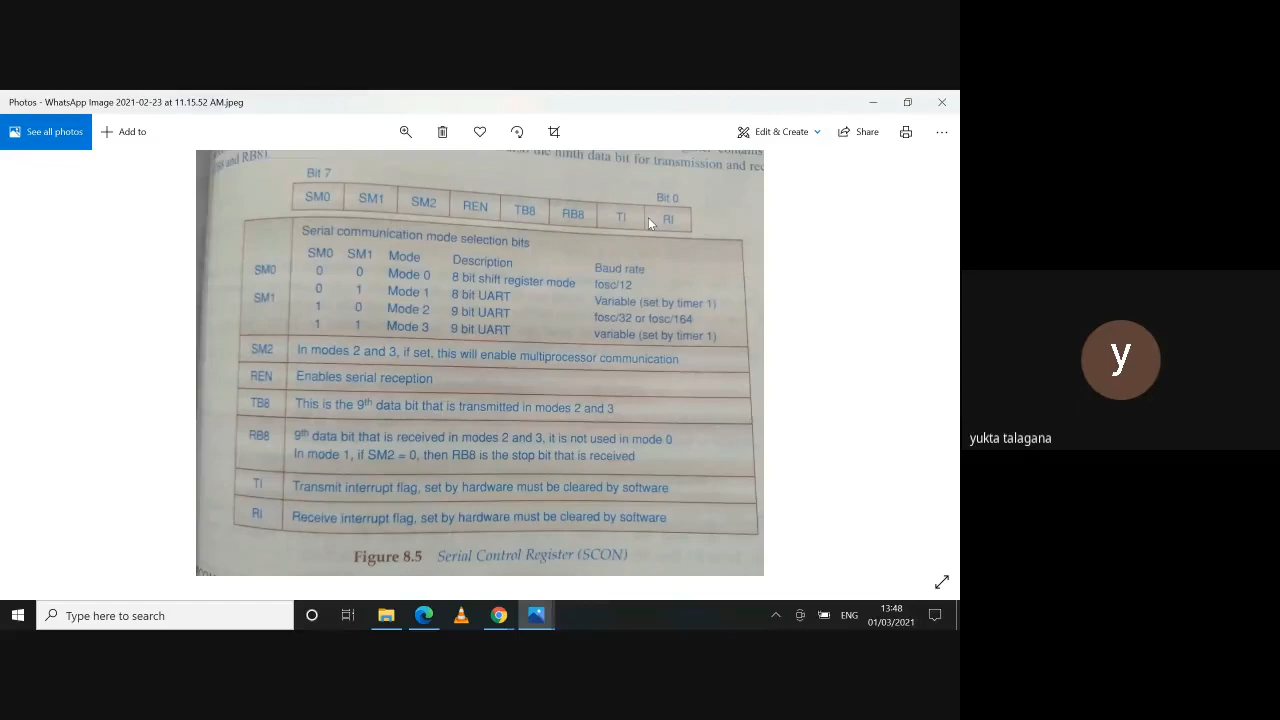 Photos - WhatsApp Image 2021-02-23 at 11.15.52 AM.jpeg
See all photos
Add to
Edit & Create
Share
the ninth data bit for transmission and
and RB8).
Bit 7
Bit 0
SM0 SM1 SM2 REN TB8 RB8 TI RI
Serial communication mode selection bits
SM0 SM1 Mode Description Baud rate
SM0
0 0 Mode 0 8 bit shift register mode fosc/12
SM1
0 1 Mode 1 8 bit UART Variable (set by timer 1)
1 0 Mode 2 9 bit UART fosc/32 or fosc/164
1 1 Mode 3 9 bit UART variable (set by timer 1)
SM2 In modes 2 and 3, if set, this will enable multiprocessor communication
REN Enables serial reception
TB8 This is the 9th data bit that is transmitted in modes 2 and 3
RB8 9th data bit that is received in modes 2 and 3, it is not used in mode 0
In mode 1, if SM2 = 0, then RB8 is the stop bit that is received
TI Transmit interrupt flag, set by hardware must be cleared by software
RI Receive interrupt flag, set by hardware must be cleared by software
Figure 8.5 Serial Control Register (SCON)
y
yukta talagana
Type here to search
ENG
13:48
01/03/2021